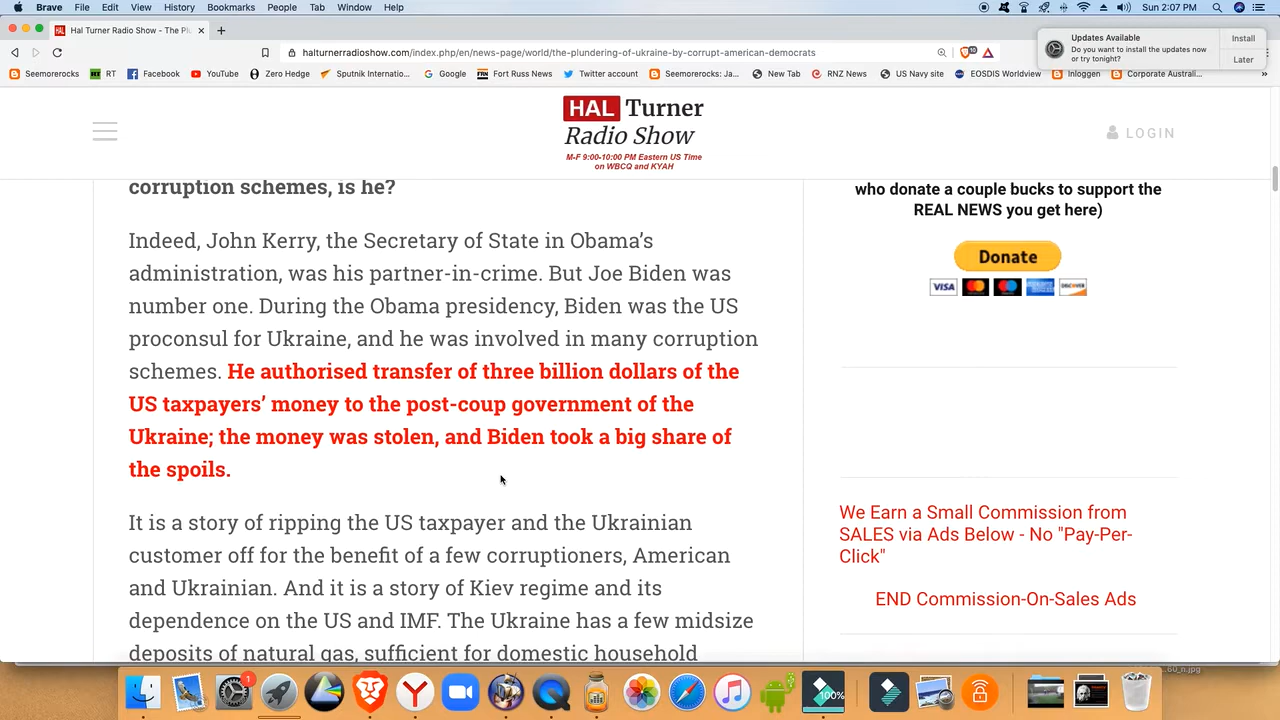 Brave File Edit View History Bookmarks People Tab Window Help Sun 2:07 PM
Hal Turner Radio Show - The Pl
halturnerradioshow.com/index.php/en/news-page/world/the-plundering-of-ukraine-by-corrupt-american-democrats
Updates Available
Do you want to install the updates now
or try tonight?
Install
Later
Seemorerocks RT Facebook YouTube Zero Hedge Sputnik Internatio... Google Fort Russ News Twitter account Seemorerocks: Ja... New Tab RNZ News US Navy site EOSDIS Worldview Inloggen Corporate Australi... »
HAL Turner
Radio Show
M-F 9:00-10:00 PM Eastern US Time
on WBCQ and KYAH
LOGIN
corruption schemes, is he?
Indeed, John Kerry, the Secretary of State in Obama’s
administration, was his partner-in-crime. But Joe Biden was
number one. During the Obama presidency, Biden was the US
proconsul for Ukraine, and he was involved in many corruption
schemes. He authorised transfer of three billion dollars of the
US taxpayers’ money to the post-coup government of the
Ukraine; the money was stolen, and Biden took a big share of
the spoils.
It is a story of ripping the US taxpayer and the Ukrainian
customer off for the benefit of a few corruptioners, American
and Ukrainian. And it is a story of Kiev regime and its
dependence on the US and IMF. The Ukraine has a few midsize
deposits of natural gas, sufficient for domestic household
who donate a couple bucks to support the
REAL NEWS you get here)
Donate
VISA
DISCOVER
We Earn a Small Commission from
SALES via Ads Below - No "Pay-Per-
Click"
END Commission-On-Sales Ads
1
100%